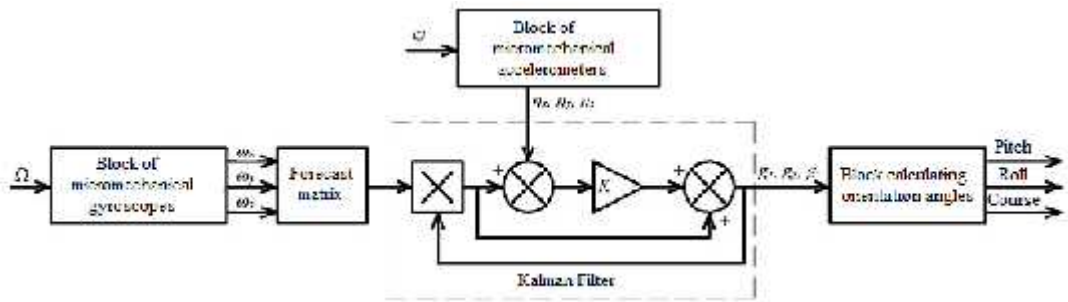 Block of
micromechanical
accelerometers
Ω
Block of
micromechanical
gyroscopes
Forecast
matrix
+
K
+
+
Kalman Filter
Block calculating
orientation angles
Pitch
Roll
Course